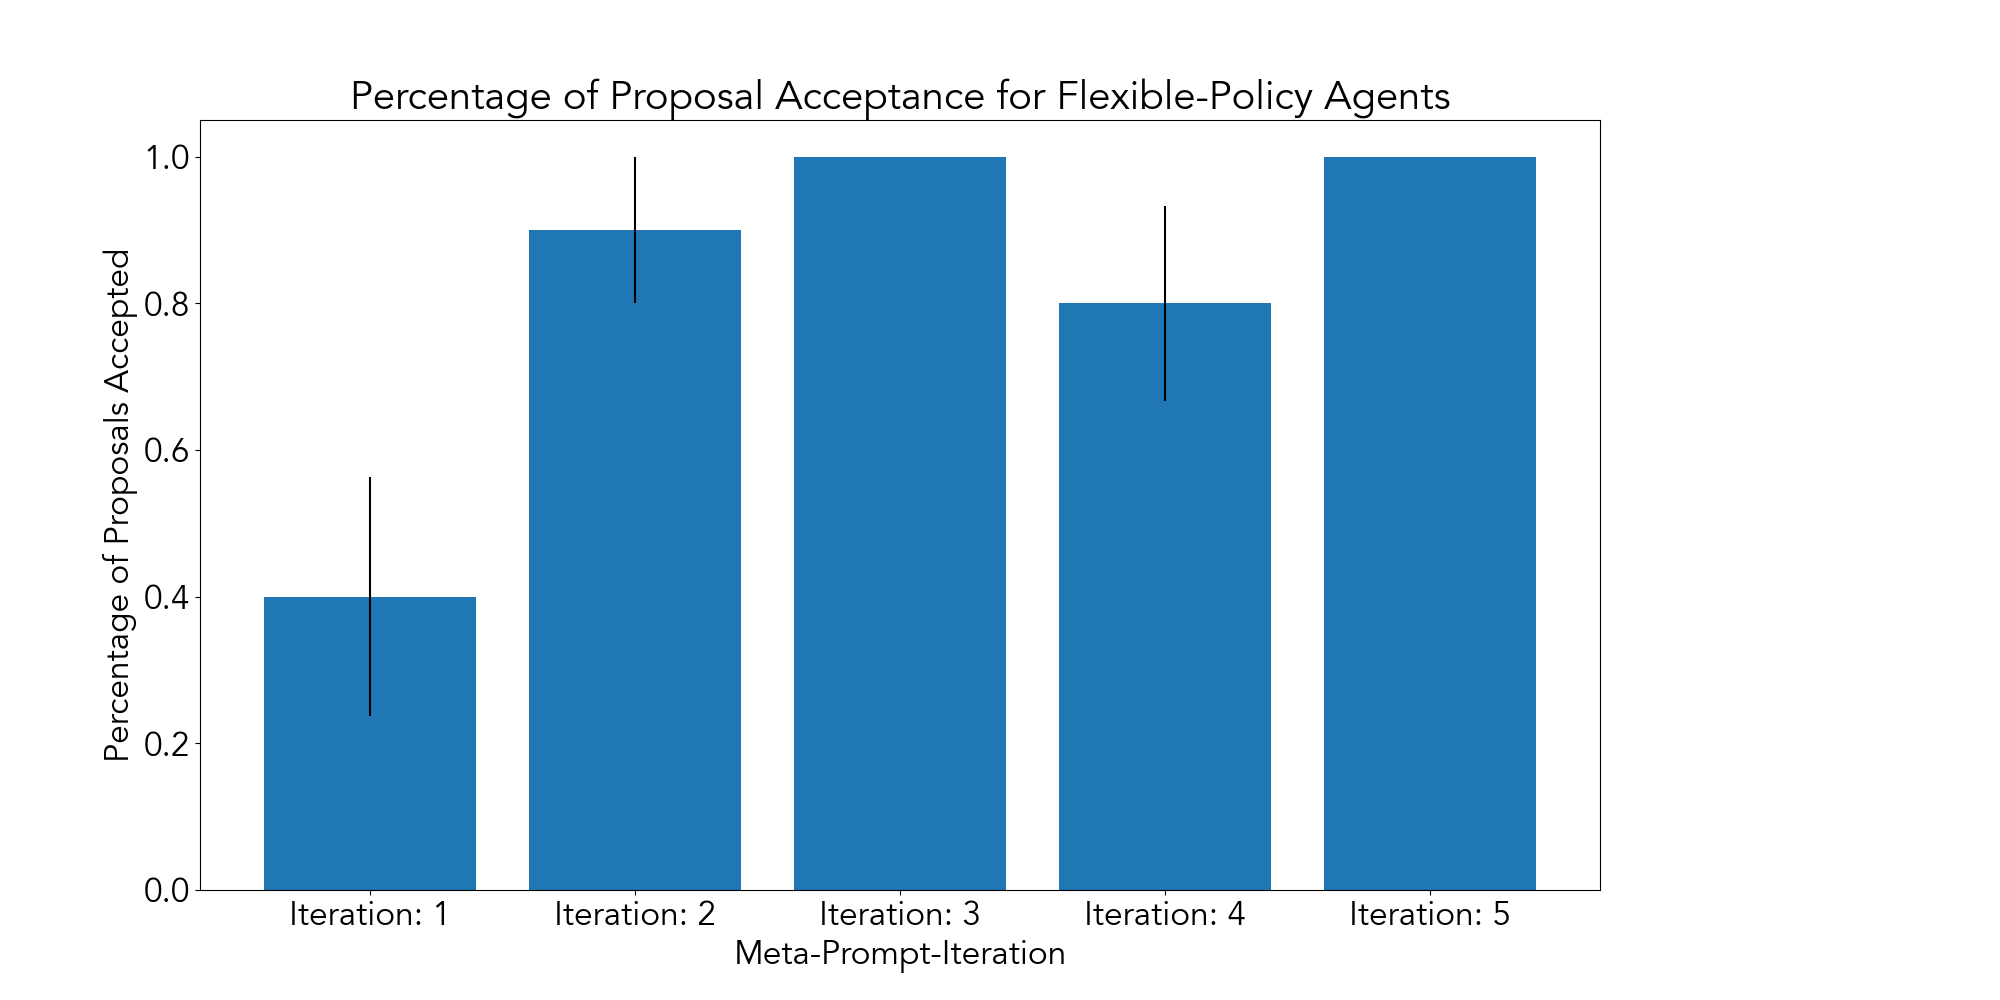 Percentage of Proposal Acceptance for Flexible-Policy Agents
Percentage of Proposals Accepted
1.0
0.8
0.6
0.4
0.2
0.0
Iteration: 1
Iteration: 2
Iteration: 3
Iteration: 4
Iteration: 5
Meta-Prompt-Iteration